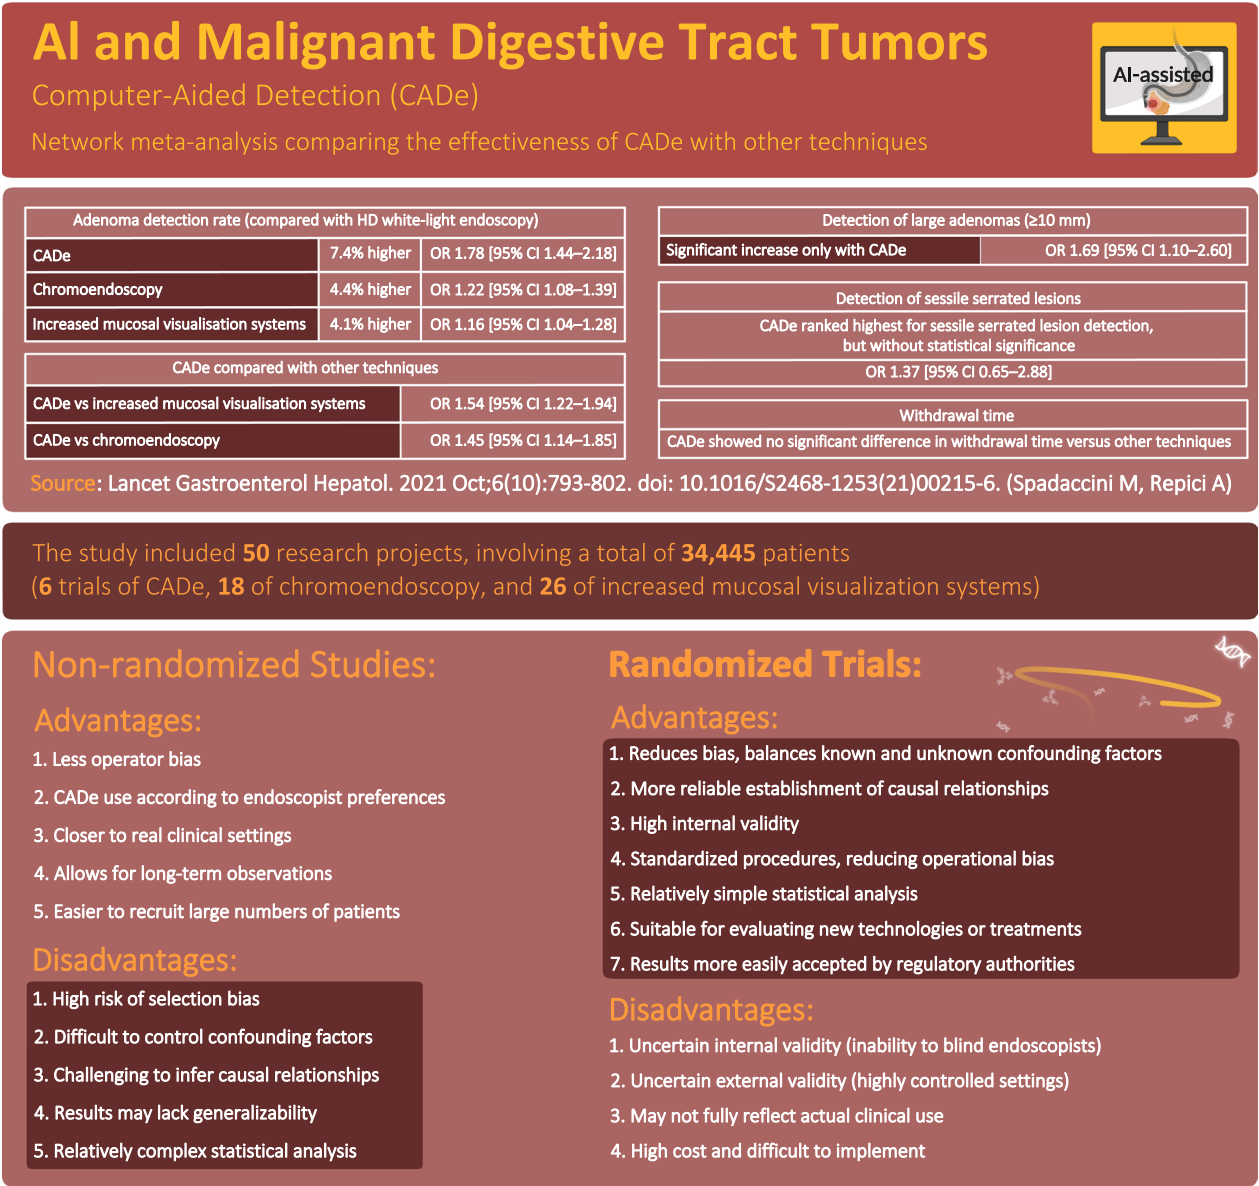 AI and Malignant Digestive Tract Tumors
Computer-Aided Detection (CADe)
Network meta-analysis comparing the effectiveness of CADe with other techniques
AI-assisted
Adenoma detection rate (compared with HD white-light endoscopy)
CADe 7.4% higher OR 1.78 [95% CI 1.44–2.18]
Chromoendoscopy 4.4% higher OR 1.22 [95% CI 1.08–1.39]
Increased mucosal visualisation systems 4.1% higher OR 1.16 [95% CI 1.04–1.28]
CADe compared with other techniques
CADe vs increased mucosal visualisation systems OR 1.54 [95% CI 1.22–1.94]
CADe vs chromoendoscopy OR 1.45 [95% CI 1.14–1.85]
Detection of large adenomas (≥10 mm)
Significant increase only with CADe OR 1.69 [95% CI 1.10–2.60]
Detection of sessile serrated lesions
CADe ranked highest for sessile serrated lesion detection,
but without statistical significance
OR 1.37 [95% CI 0.65–2.88]
Withdrawal time
CADe showed no significant difference in withdrawal time versus other techniques
Source: Lancet Gastroenterol Hepatol. 2021 Oct;6(10):793-802. doi: 10.1016/S2468-1253(21)00215-6. (Spadaccini M, Repici A)
The study included 50 research projects, involving a total of 34,445 patients
(6 trials of CADe, 18 of chromoendoscopy, and 26 of increased mucosal visualization systems)
Non-randomized Studies:
Advantages:
1. Less operator bias
2. CADe use according to endoscopist preferences
3. Closer to real clinical settings
4. Allows for long-term observations
5. Easier to recruit large numbers of patients
Disadvantages:
1. High risk of selection bias
2. Difficult to control confounding factors
3. Challenging to infer causal relationships
4. Results may lack generalizability
5. Relatively complex statistical analysis
Randomized Trials:
Advantages:
1. Reduces bias, balances known and unknown confounding factors
2. More reliable establishment of causal relationships
3. High internal validity
4. Standardized procedures, reducing operational bias
5. Relatively simple statistical analysis
6. Suitable for evaluating new technologies or treatments
7. Results more easily accepted by regulatory authorities
Disadvantages:
1. Uncertain internal validity (inability to blind endoscopists)
2. Uncertain external validity (highly controlled settings)
3. May not fully reflect actual clinical use
4. High cost and difficult to implement